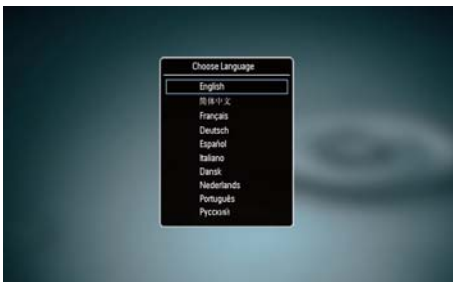 Choose Language
English
简体中文
Français
Deutsch
Español
Italiano
Dansk
Nederlands
Português
Русский